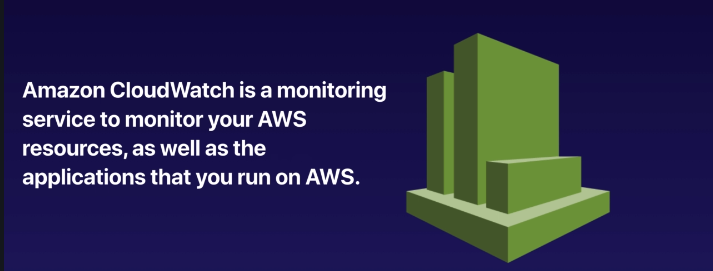 Amazon CloudWatch is a monitoring
service to monitor your AWS
resources, as well as the
applications that you run on AWS.